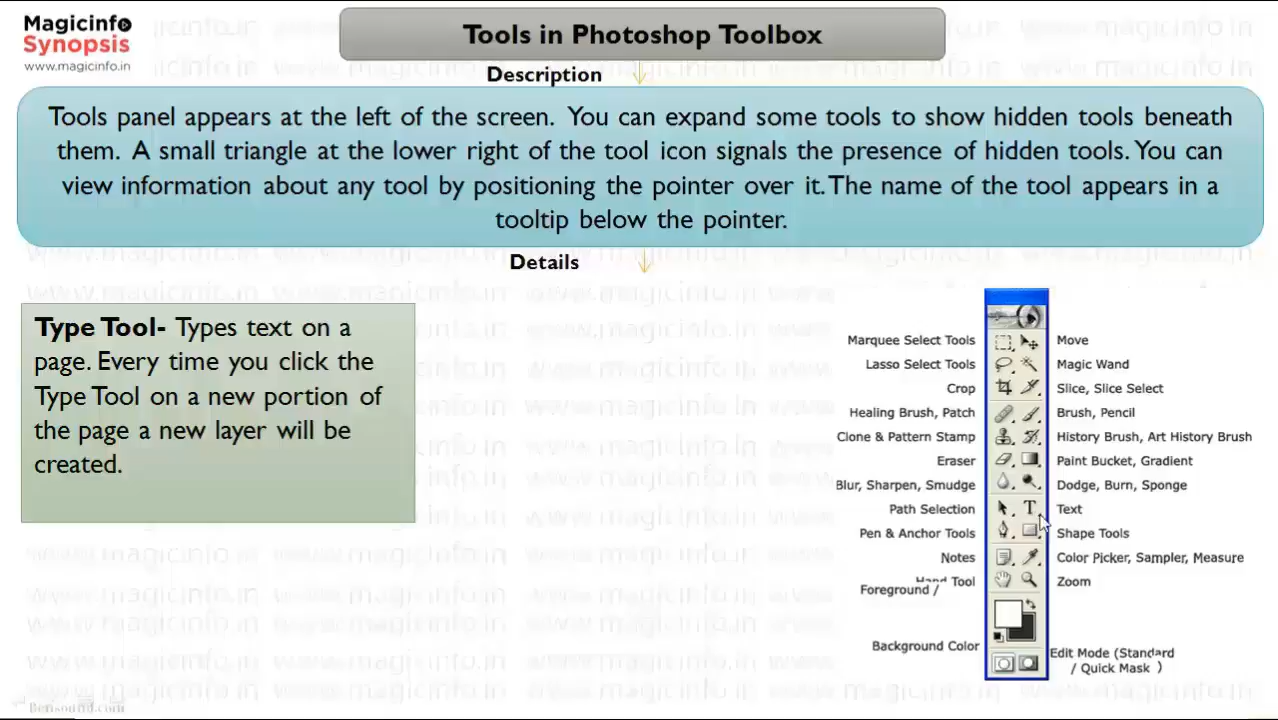 Magicinfo
Synopsis
www.magicinfo.in
Tools in Photoshop Toolbox
Description
Tools panel appears at the left of the screen. You can expand some tools to show hidden tools beneath
them. A small triangle at the lower right of the tool icon signals the presence of hidden tools. You can
view information about any tool by positioning the pointer over it. The name of the tool appears in a
tooltip below the pointer.
Details
Type Tool- Types text on a
page. Every time you click the
Type Tool on a new portion of
the page a new layer will be
created.
Marquee Select Tools Move
Lasso Select Tools Magic Wand
Crop Slice, Slice Select
Healing Brush, Patch Brush, Pencil
Clone & Pattern Stamp History Brush, Art History Brush
Eraser Paint Bucket, Gradient
Blur, Sharpen, Smudge Dodge, Burn, Sponge
Path Selection T Text
Pen & Anchor Tools Shape Tools
Notes Color Picker, Sampler, Measure
Hand Tool Zoom
Foreground /
Background Color
Edit Mode (Standard
/ Quick Mask )
Bensound.com